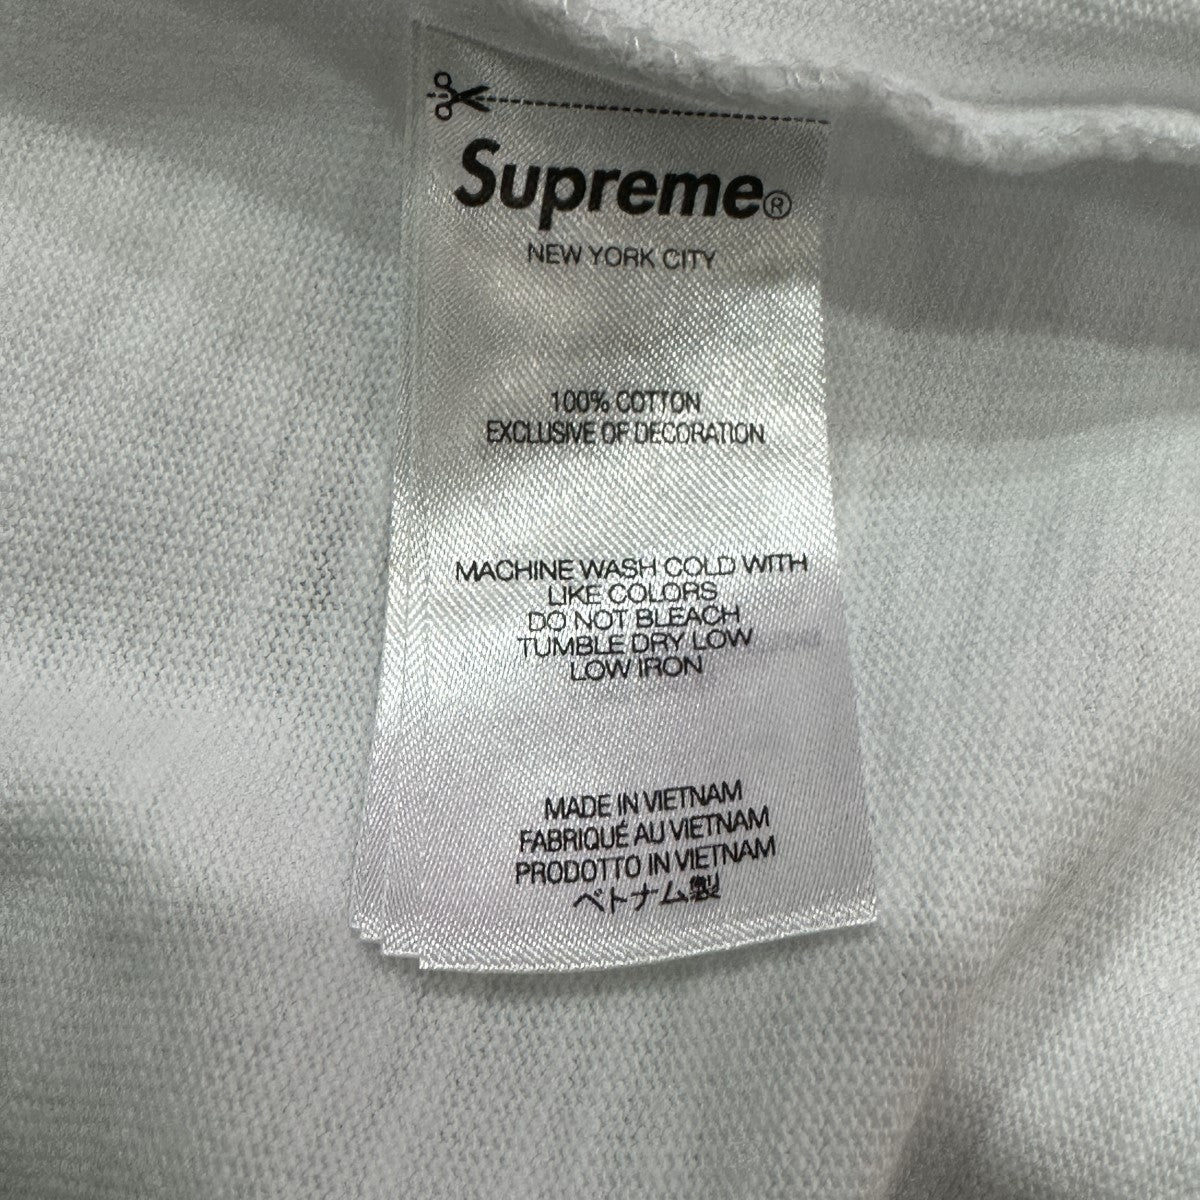 Supreme®
NEW YORK CITY
100% COTTON
EXCLUSIVE OF DECORATION
MACHINE WASH COLD WITH
LIKE COLORS
DO NOT BLEACH
TUMBLE DRY LOW
LOW IRON
MADE IN VIETNAM
FABRIQUÉ AU VIETNAM
PRODOTTO IN VIETNAM
ベトナム製